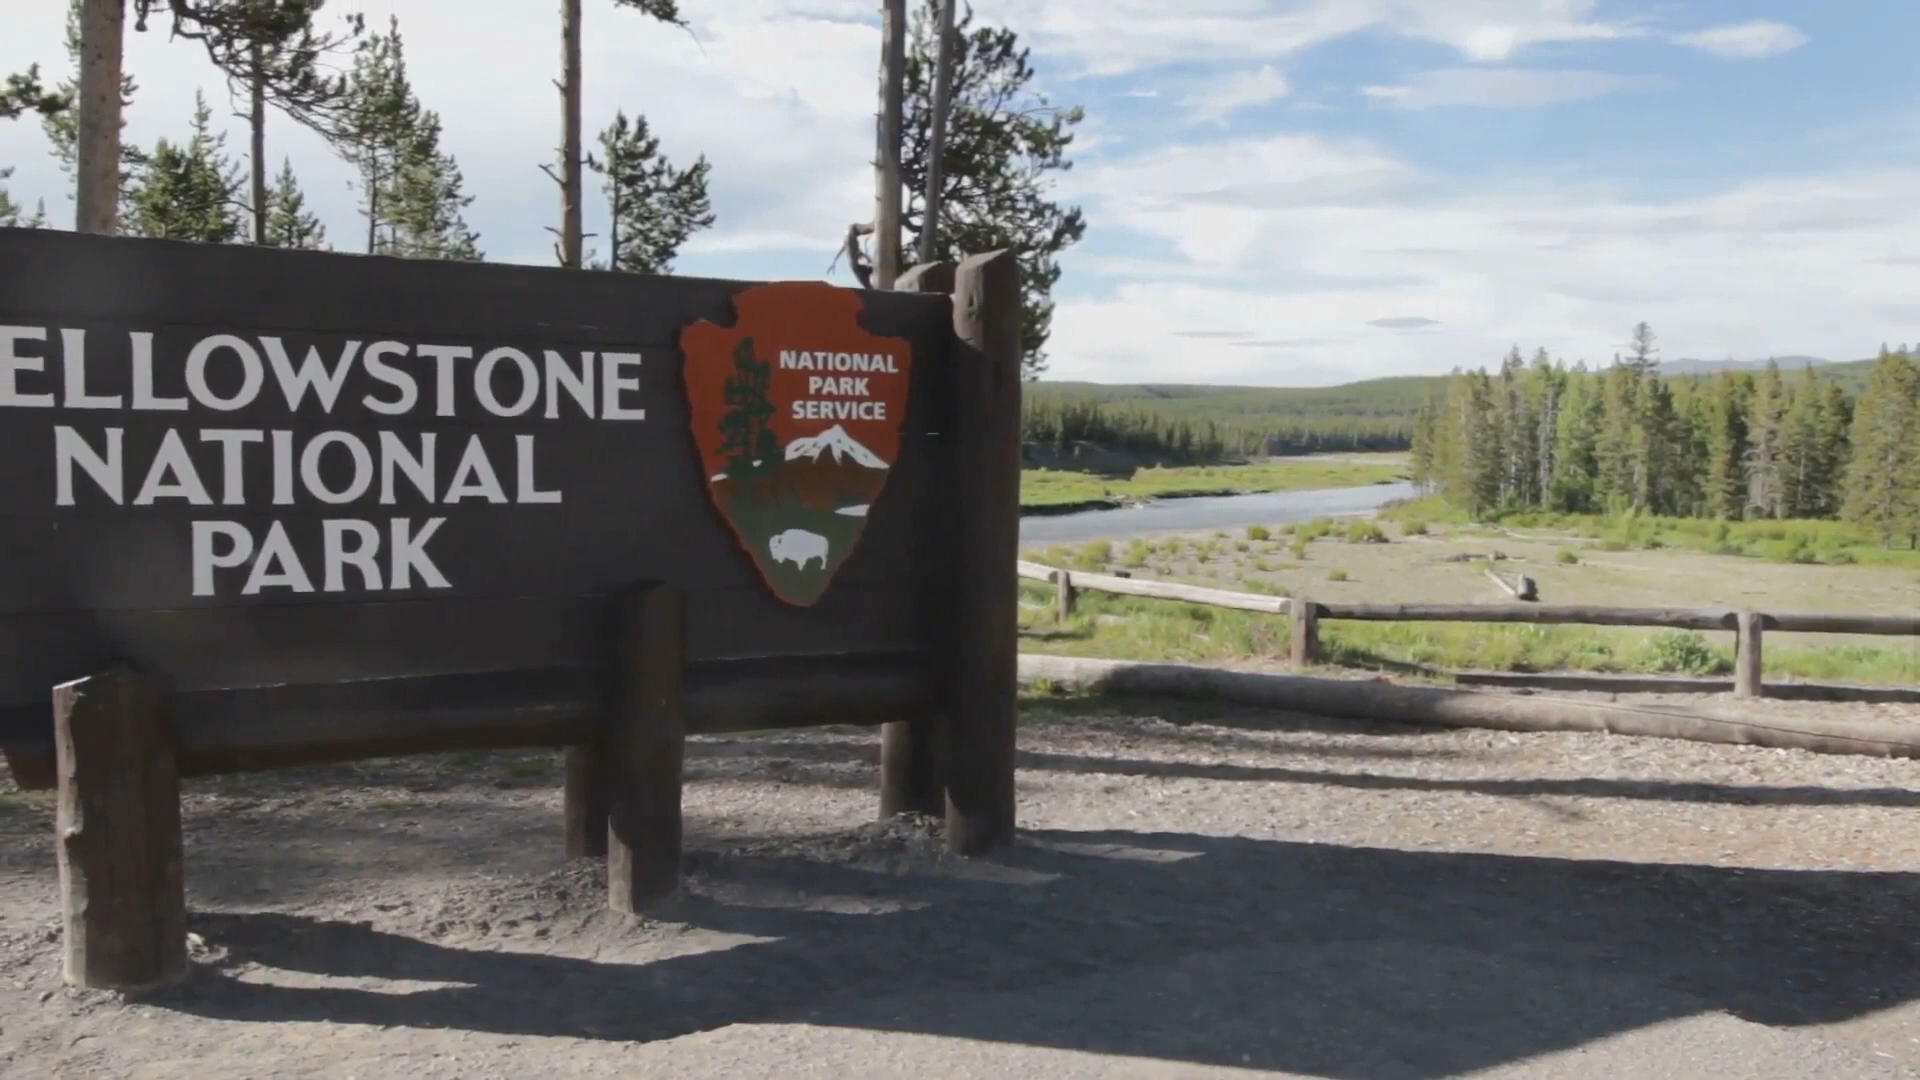 ELLOWSTONE
NATIONAL
PARK
NATIONAL
PARK
SERVICE